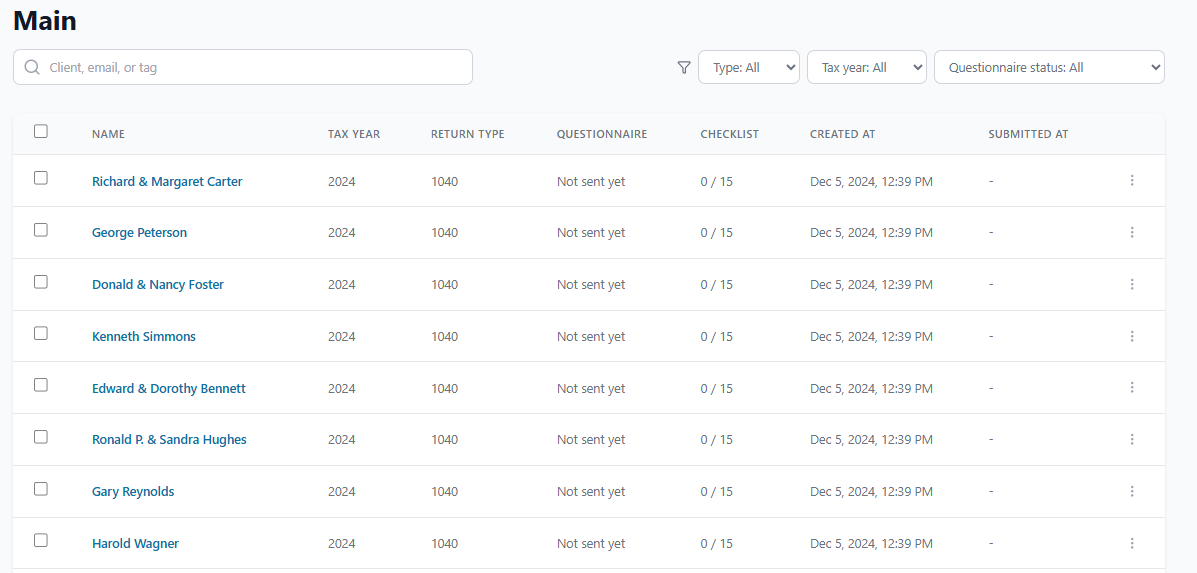 Main
Client, email, or tag Type: All Tax year: All Questionnaire status: All
NAME TAX YEAR RETURN TYPE QUESTIONNAIRE CHECKLIST CREATED AT SUBMITTED AT
Richard & Margaret Carter 2024 1040 Not sent yet 0 / 15 Dec 5, 2024, 12:39 PM -
George Peterson 2024 1040 Not sent yet 0 / 15 Dec 5, 2024, 12:39 PM -
Donald & Nancy Foster 2024 1040 Not sent yet 0 / 15 Dec 5, 2024, 12:39 PM -
Kenneth Simmons 2024 1040 Not sent yet 0 / 15 Dec 5, 2024, 12:39 PM -
Edward & Dorothy Bennett 2024 1040 Not sent yet 0 / 15 Dec 5, 2024, 12:39 PM -
Ronald P. & Sandra Hughes 2024 1040 Not sent yet 0 / 15 Dec 5, 2024, 12:39 PM -
Gary Reynolds 2024 1040 Not sent yet 0 / 15 Dec 5, 2024, 12:39 PM -
Harold Wagner 2024 1040 Not sent yet 0 / 15 Dec 5, 2024, 12:39 PM -